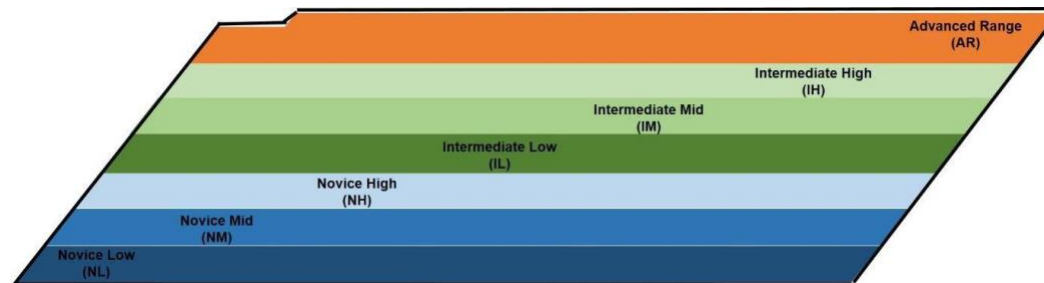 Advanced Range
(AR)
Intermediate High
(IH)
Intermediate Mid
(IM)
Intermediate Low
(IL)
Novice High
(NH)
Novice Mid
(NM)
Novice Low
(NL)